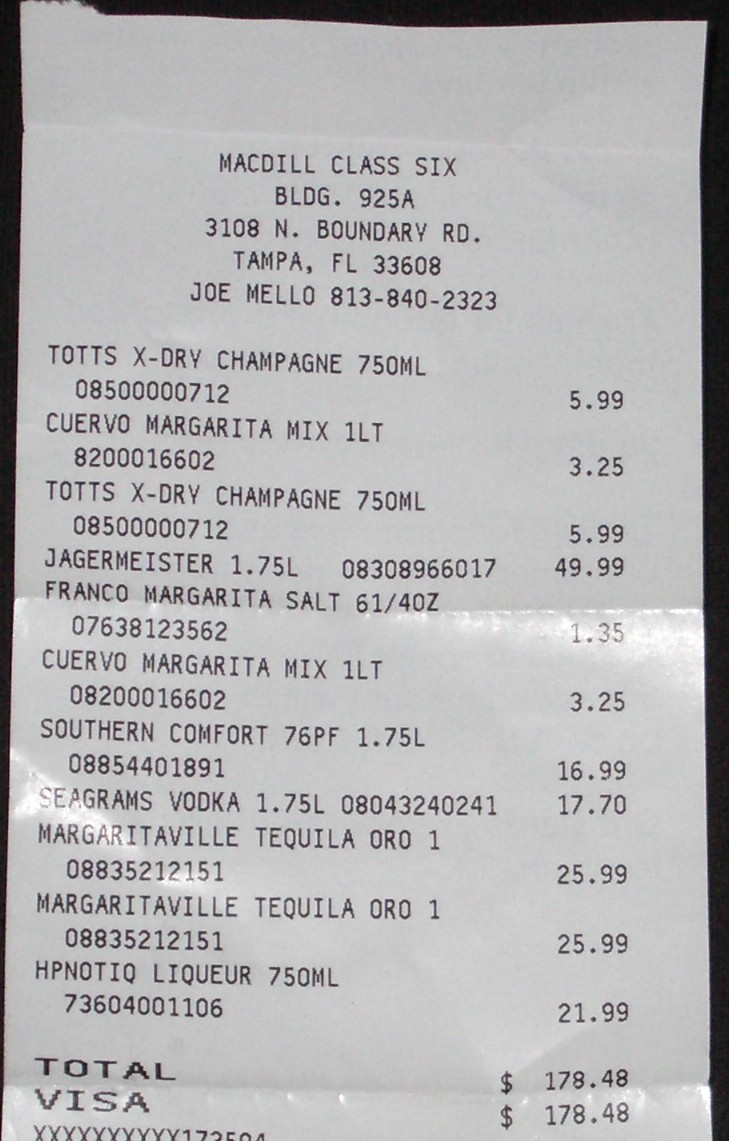 MACDILL CLASS SIX
BLDG. 925A
3108 N. BOUNDARY RD.
TAMPA, FL 33608
JOE MELLO 813-840-2323
TOTTS X-DRY CHAMPAGNE 750ML
08500000712 5.99
CUERVO MARGARITA MIX 1LT
8200016602 3.25
TOTTS X-DRY CHAMPAGNE 750ML
08500000712 5.99
JAGERMEISTER 1.75L 08308966017 49.99
FRANCO MARGARITA SALT 61/4OZ
07638123562 1.35
CUERVO MARGARITA MIX 1LT
08200016602 3.25
SOUTHERN COMFORT 76PF 1.75L
08854401891 16.99
SEAGRAMS VODKA 1.75L 08043240241 17.70
MARGARITAVILLE TEQUILA ORO 1
08835212151 25.99
MARGARITAVILLE TEQUILA ORO 1
08835212151 25.99
HPNOTIQ LIQUEUR 750ML
73604001106 21.99
TOTAL $ 178.48
VISA $ 178.48